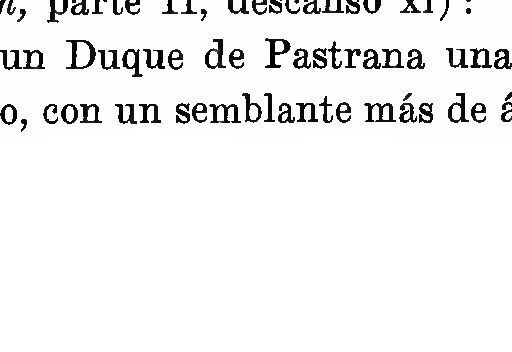 parte II, descanso XI):
un Duque de Pastrana una
o, con un semblante más de